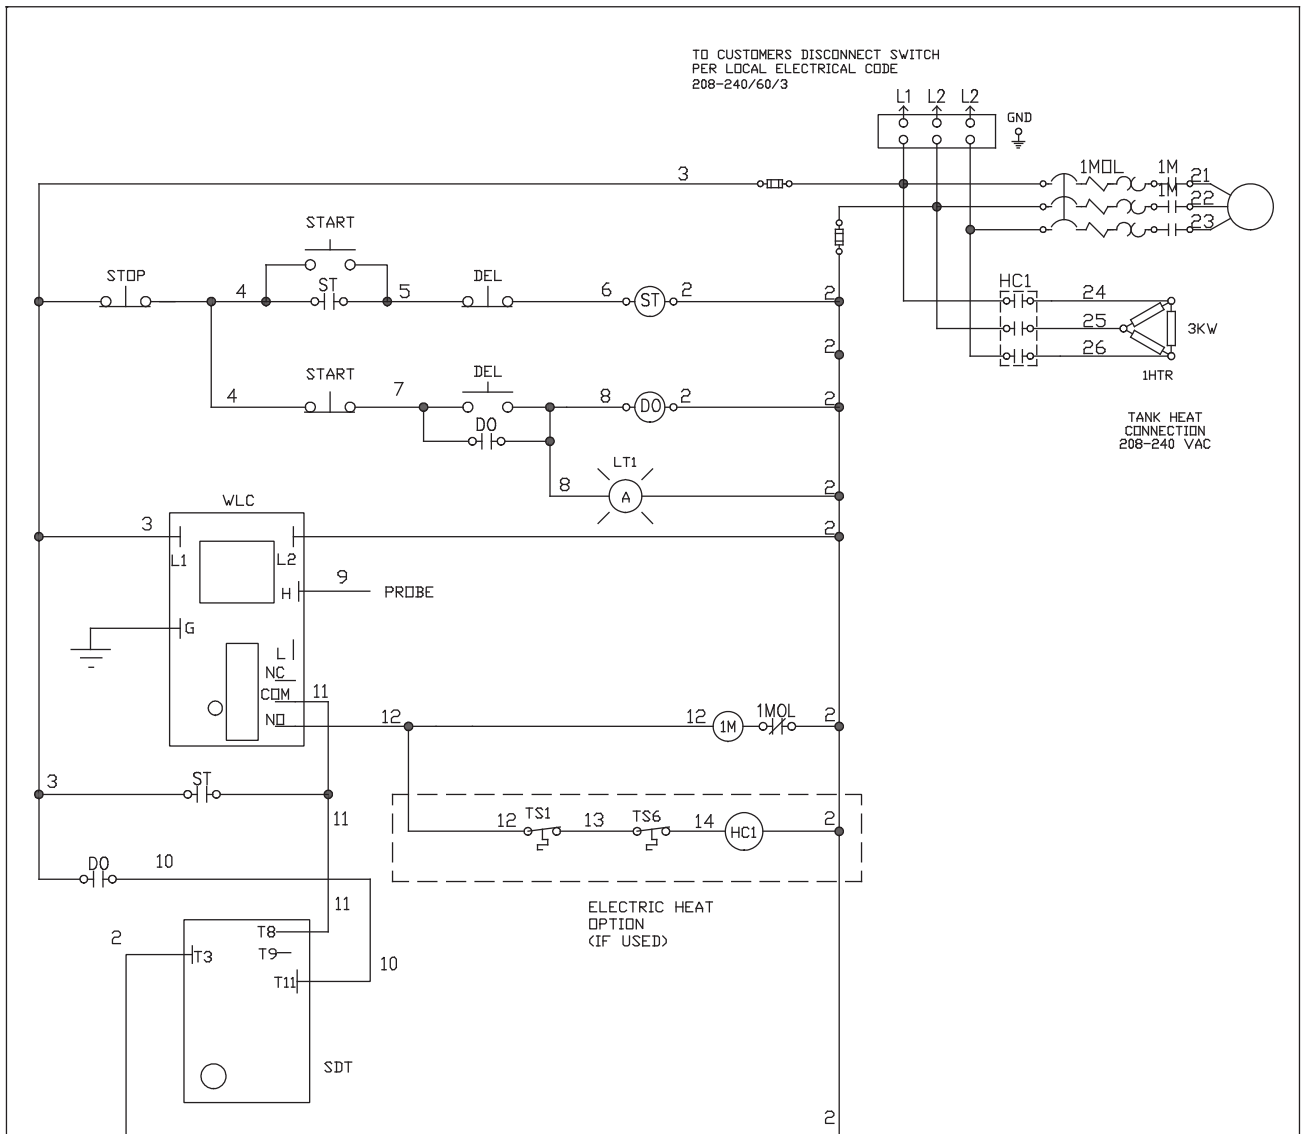 TO CUSTOMERS DISCONNECT SWITCH
PER LOCAL ELECTRICAL CODE
208-240/60/3
L1 L2 L2
GND
3
1MOL 1M 21
1M 22
23
START
STOP 4 ST 5 DEL 6 ST 2 2
HC1 24
25
26
3KW
1HTR
2
START DEL
4 7 8 DO 2 2
DO
TANK HEAT
CONNECTION
208-240 VAC
LT1
8 A 2
WLC
3 L1 L2 2
H 9 PROBE
G
L
NC
COM 11
NO 12 12 1M 1MOL 2
3 ST
11
12 TS1 13 TS6 14 HC1 2
DO 10
11
ELECTRIC HEAT
OPTION
(IF USED)
2 T8
T3 T9
T11 10
SDT
2